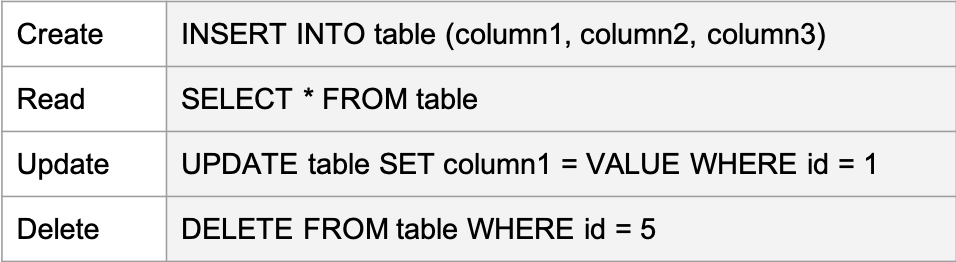 Create INSERT INTO table (column1, column2, column3)
Read SELECT * FROM table
Update UPDATE table SET column1 = VALUE WHERE id = 1
Delete DELETE FROM table WHERE id = 5